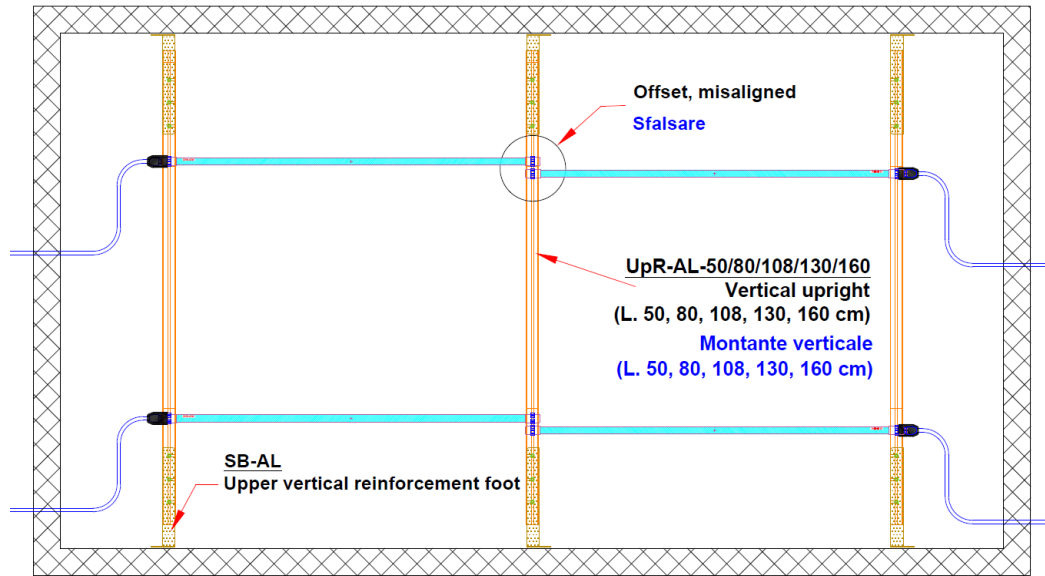 Offset, misaligned
Sfalsare
UpR-AL-50/80/108/130/160
Vertical upright
(L. 50, 80, 108, 130, 160 cm)
Montante verticale
(L. 50, 80, 108, 130, 160 cm)
SB-AL
Upper vertical reinforcement foot